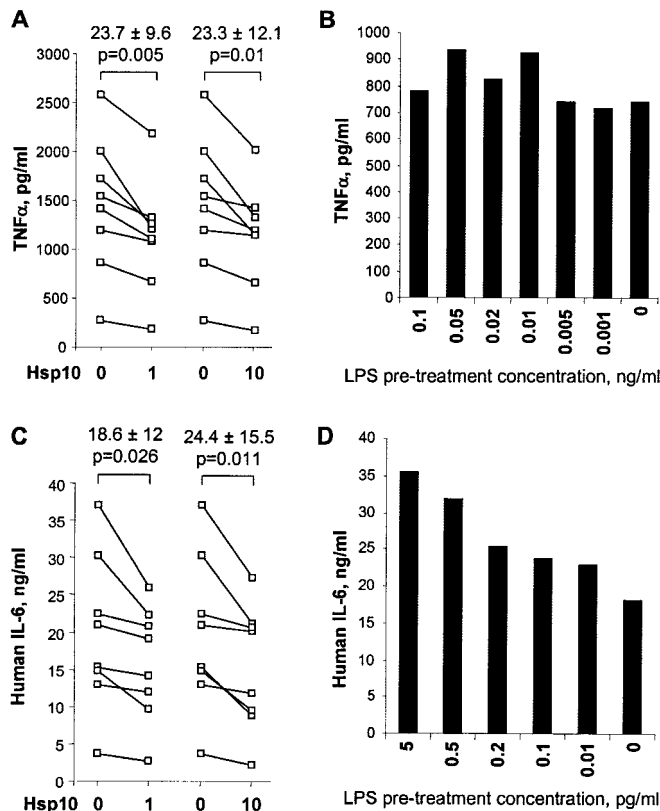 A
23.7 ± 9.6 23.3 ± 12.1
p=0.005 p=0.01
TNFα, pg/ml
3000
2500
2000
1500
1000
500
0
Hsp10 0 1 0 10
B
TNFα, pg/ml
1000
900
800
700
600
500
400
300
200
100
0
0.1 0.05 0.02 0.01 0.005 0.001 0
LPS pre-treatment concentration, ng/ml
C
18.6 ± 12 24.4 ± 15.5
p=0.026 p=0.011
Human IL-6, ng/ml
40
35
30
25
20
15
10
5
0
Hsp10 0 1 0 10
D
Human IL-6, ng/ml
40
35
30
25
20
15
10
5
0
5 0.5 0.2 0.1 0.01 0
LPS pre-treatment concentration, pg/ml